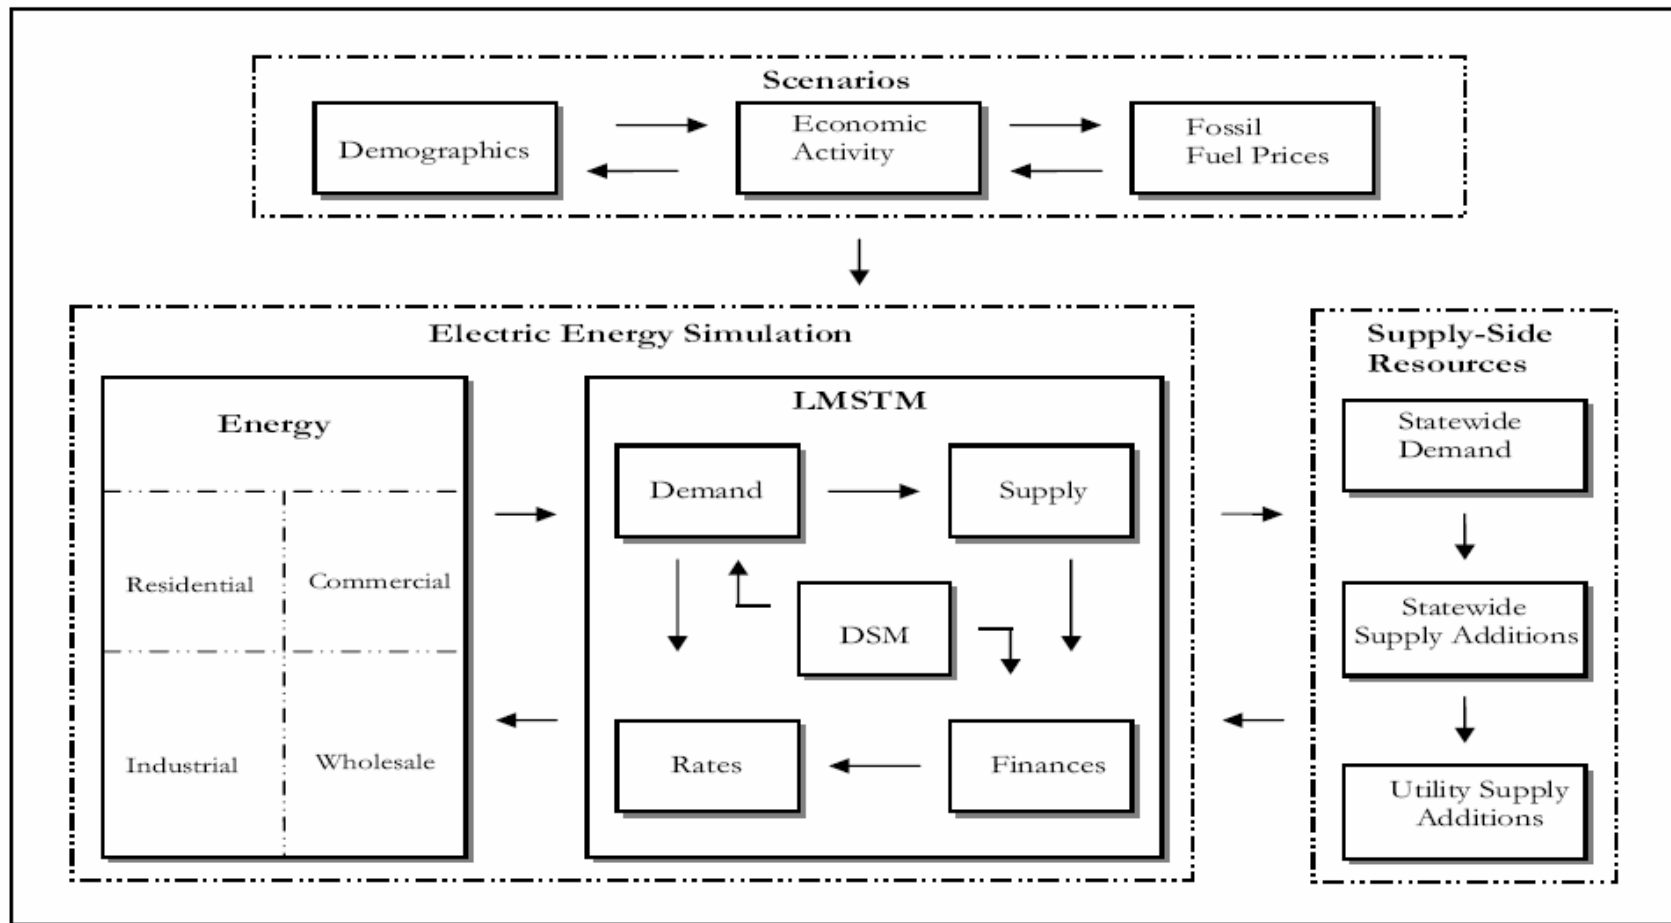 Scenarios
Demographics
Economic
Activity
Fossil
Fuel Prices
Electric Energy Simulation
Energy
Residential
Commercial
Industrial
Wholesale
LMSTM
Demand
Supply
DSM
Rates
Finances
Supply-Side
Resources
Statewide
Demand
Statewide
Supply Additions
Utility Supply
Additions